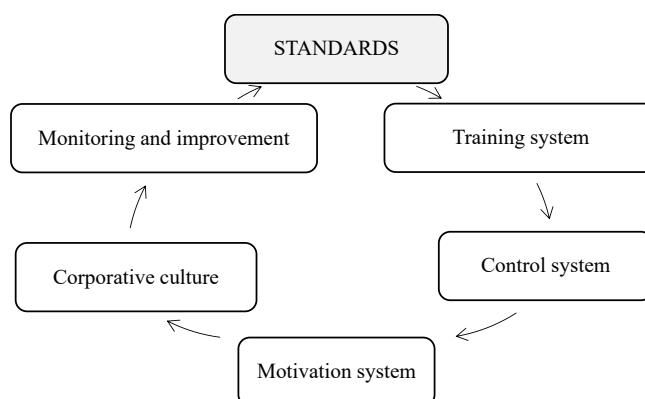 STANDARDS
Training system
Control system
Motivation system
Corporative culture
Monitoring and improvement